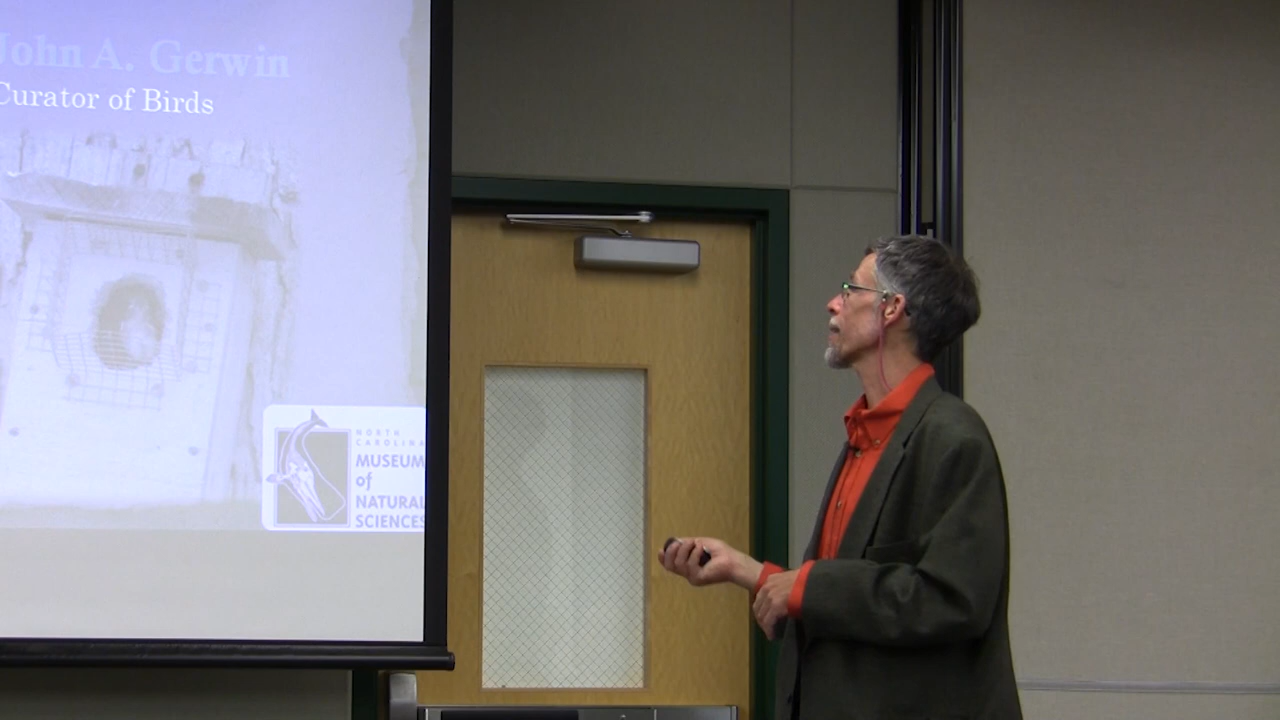 John A. Gerwin
Curator of Birds
NORTH
CAROLINA
MUSEUM
of
NATURAL
SCIENCES